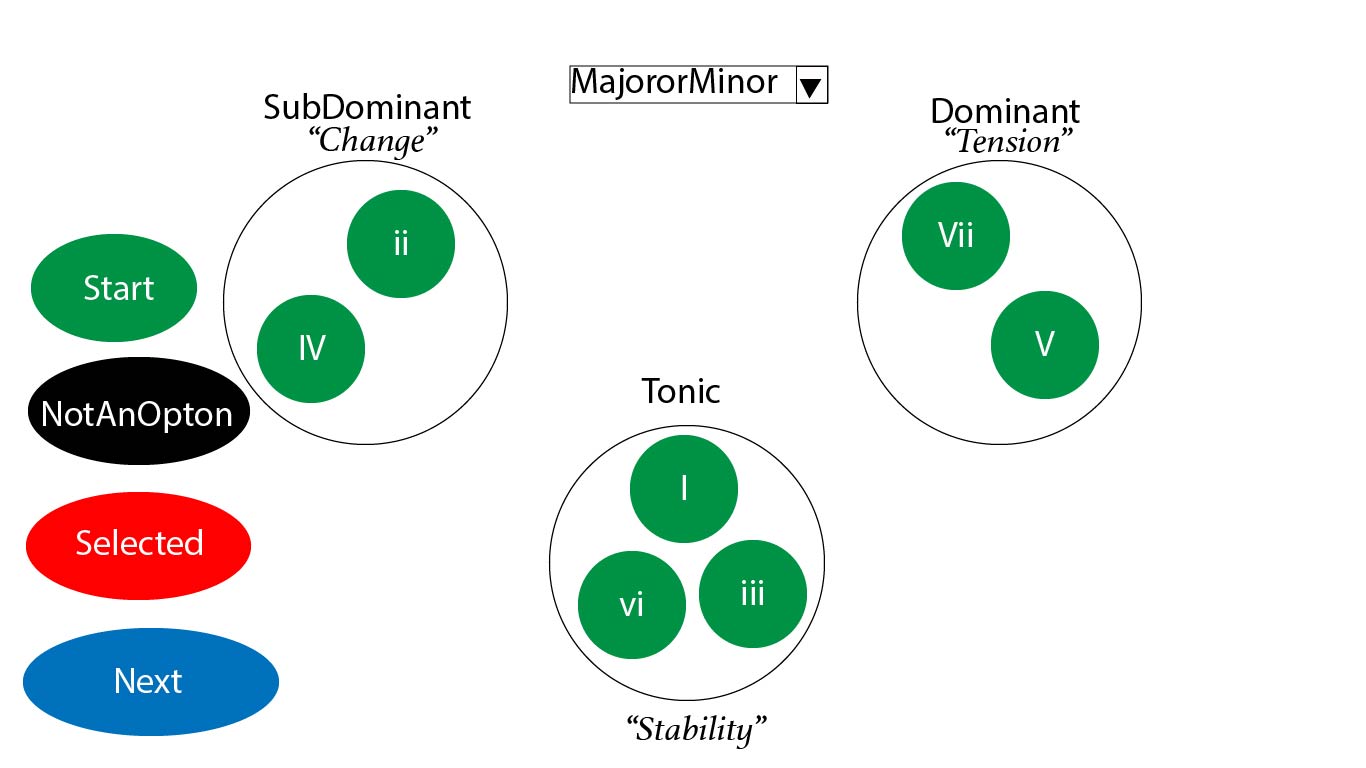 MajororMinor
SubDominant
“Change”
Dominant
“Tension”
ii
IV
Vii
V
Start
NotAnOpton
Selected
Next
Tonic
I
vi
iii
“Stability”